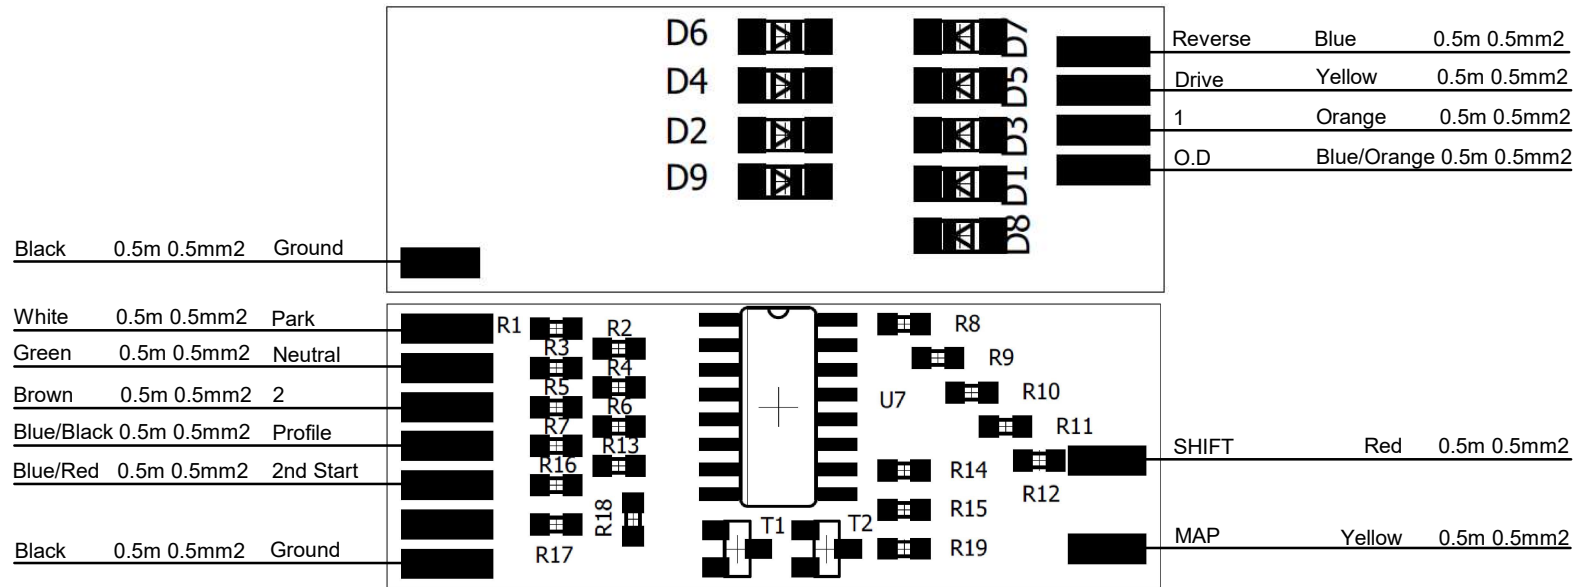 D6
D7
Reverse Blue 0.5m 0.5mm2
D4
D5
Drive Yellow 0.5m 0.5mm2
D2
D3
1 Orange 0.5m 0.5mm2
D9
D1
O.D Blue/Orange 0.5m 0.5mm2
D8
Black 0.5m 0.5mm2 Ground
White 0.5m 0.5mm2 Park
R1
R2
R8
Green 0.5m 0.5mm2 Neutral
R3
R4
R9
Brown 0.5m 0.5mm2 2
R5
R6
U7
R10
Blue/Black 0.5m 0.5mm2 Profile
R7
R13
R11
SHIFT Red 0.5m 0.5mm2
Blue/Red 0.5m 0.5mm2 2nd Start
R16
R14
R12
R18
R15
R17
T1
T2
R19
Black 0.5m 0.5mm2 Ground
MAP Yellow 0.5m 0.5mm2